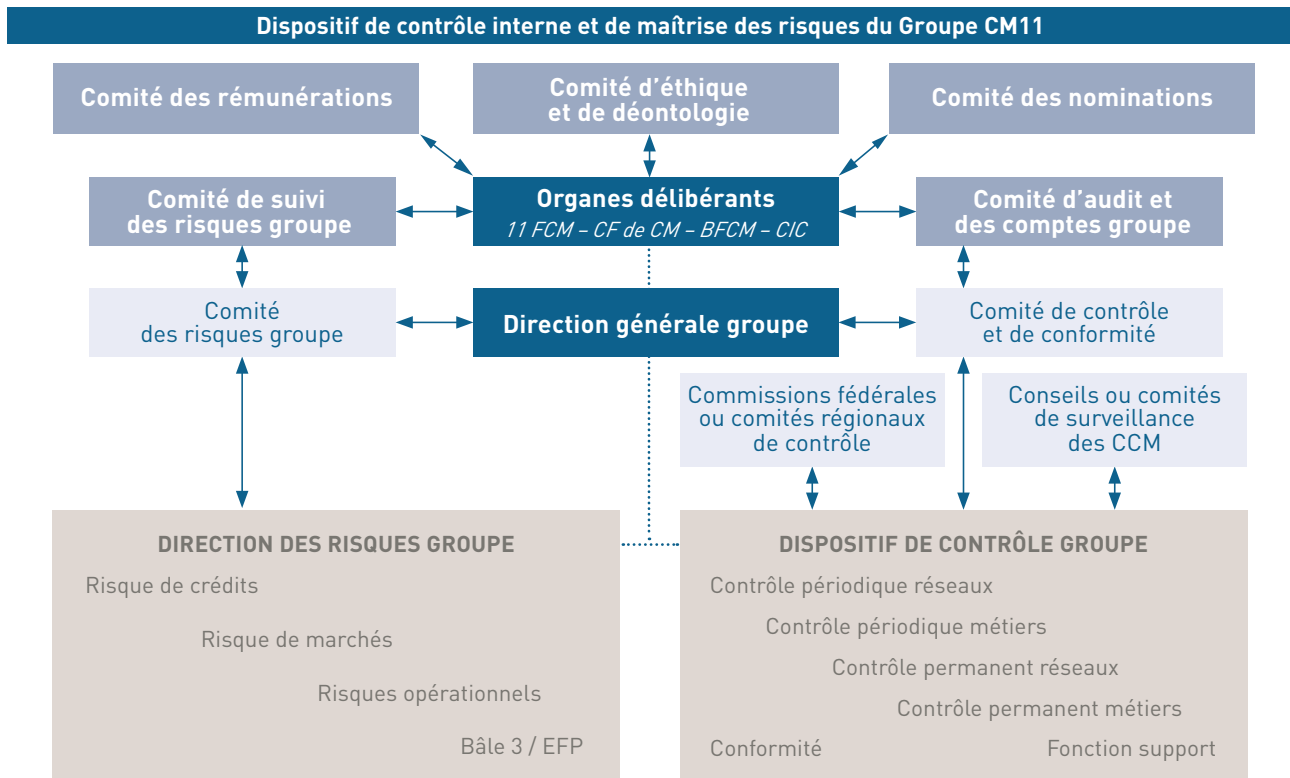 Dispositif de contrôle interne et de maîtrise des risques du Groupe CM11
Comité des rémunérations
Comité d'éthique
et de déontologie
Comité des nominations
Comité de suivi
des risques groupe
Organes délibérants
11 FCM – CF de CM – BFCM – CIC
Comité d'audit et
des comptes groupe
Comité
des risques groupe
Direction générale groupe
Comité de contrôle
et de conformité
Commissions fédérales
ou comités régionaux
de contrôle
Conseils ou comités
de surveillance
des CCM
DIRECTION DES RISQUES GROUPE
Risque de crédits
Risque de marchés
Risques opérationnels
Bâle 3 / EFP
DISPOSITIF DE CONTRÔLE GROUPE
Contrôle périodique réseaux
Contrôle périodique métiers
Contrôle permanent réseaux
Contrôle permanent métiers
Conformité
Fonction support